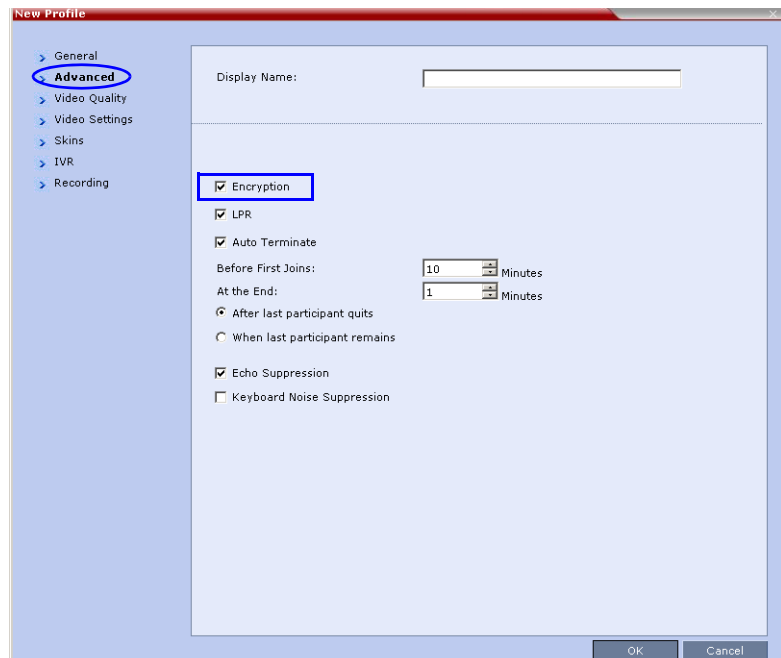 New Profile
General
Advanced
Video Quality
Video Settings
Skins
IVR
Recording
Display Name:
Encryption
LPR
Auto Terminate
Before First Joins: 10 Minutes
At the End: 1 Minutes
After last participant quits
When last participant remains
Echo Suppression
Keyboard Noise Suppression
OK Cancel